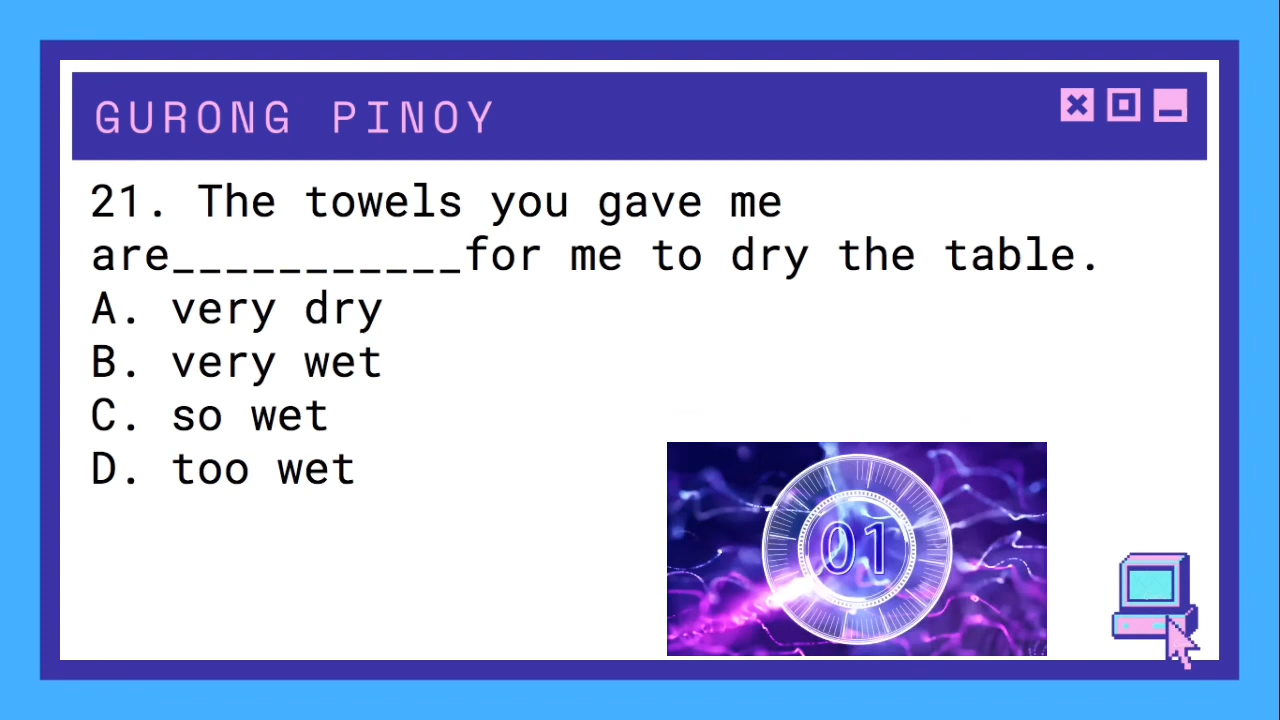 GURONG PINOY
21. The towels you gave me
are___________for me to dry the table.
A. very dry
B. very wet
C. so wet
D. too wet
01